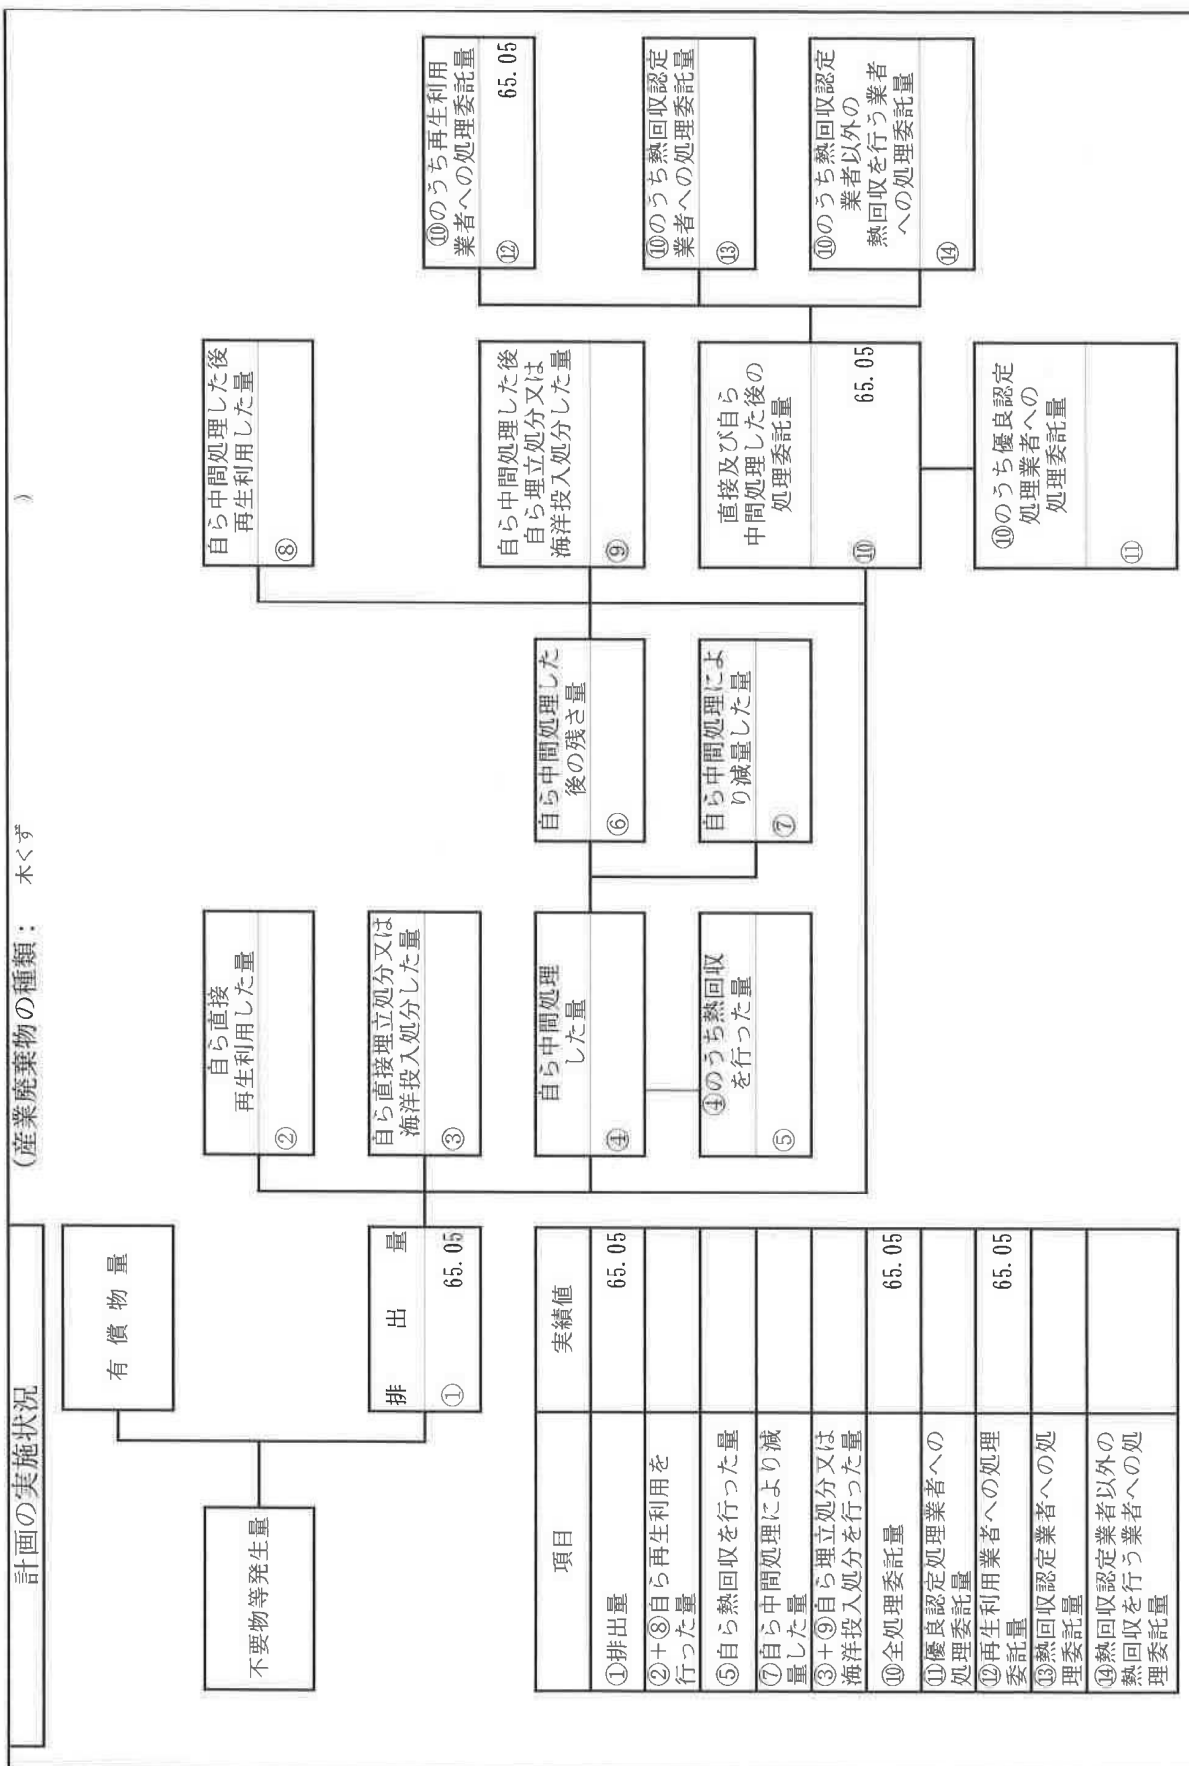 計画の実施状況
(産業廃棄物の種類： 木くず )
不要物等発生量
有償物量
排出量
① 65.05
自ら直接
再生利用した量
②
自ら直接埋立処分又は
海洋投入処分した量
③
自ら中間処理
した量
④
④のうち熱回収
を行った量
⑤
自ら中間処理した
後の残さ量
⑥
自ら中間処理によ
り減量した量
⑦
自ら中間処理した後
再生利用した量
⑧
自ら中間処理した後
自ら埋立処分又は
海洋投入処分した量
⑨
直接及び自ら
中間処理した後の
処理委託量
65.05
⑩
⑩のうち優良認定
処理業者への
処理委託量
⑪
⑩のうち再生利用
業者への処理委託量
⑫ 65.05
⑩のうち熱回収認定
業者への処理委託量
⑬
⑩のうち熱回収認定
業者以外の
熱回収を行う業者
への処理委託量
⑭
項目 実績値
①排出量 65.05
②+⑧自ら再生利用を
行った量
⑤自ら熱回収を行った量
⑦自ら中間処理により減
量した量
③+⑨自ら埋立処分又は
海洋投入処分を行った量
⑩全処理委託量 65.05
⑪優良認定処理業者への
処理委託量
⑫再生利用業者への処理
委託量 65.05
⑬熱回収認定業者への処
理委託量
⑭熱回収認定業者以外の
熱回収を行う業者への処
理委託量